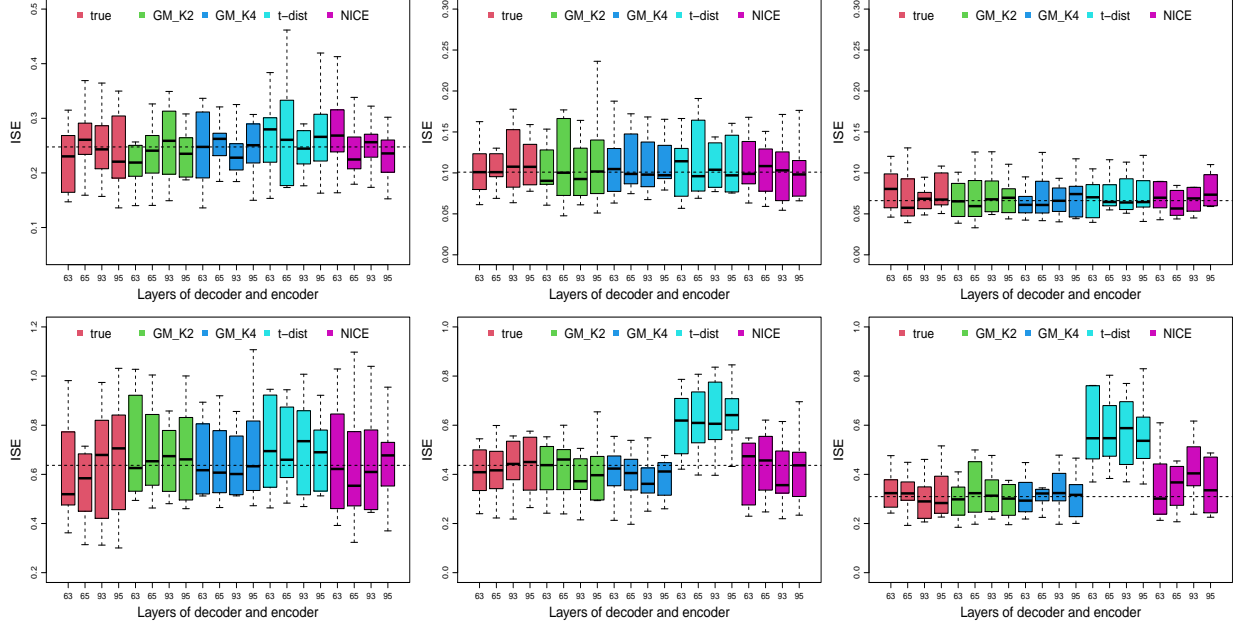 true GM_K2 GM_K4 t−dist NICE
ISE
0.5
0.4
0.3
0.2
0.1
63 65 93 95 63 65 93 95 63 65 93 95 63 65 93 95 63 65 93 95
Layers of decoder and encoder
true GM_K2 GM_K4 t−dist NICE
ISE
0.30
0.25
0.20
0.15
0.10
0.05
0.00
63 65 93 95 63 65 93 95 63 65 93 95 63 65 93 95 63 65 93 95
Layers of decoder and encoder
true GM_K2 GM_K4 t−dist NICE
ISE
0.30
0.25
0.20
0.15
0.10
0.05
0.00
63 65 93 95 63 65 93 95 63 65 93 95 63 65 93 95 63 65 93 95
Layers of decoder and encoder
true GM_K2 GM_K4 t−dist NICE
ISE
1.2
1.0
0.8
0.6
0.4
0.2
63 65 93 95 63 65 93 95 63 65 93 95 63 65 93 95 63 65 93 95
Layers of decoder and encoder
true GM_K2 GM_K4 t−dist NICE
ISE
1.0
0.8
0.6
0.4
0.2
0.0
63 65 93 95 63 65 93 95 63 65 93 95 63 65 93 95 63 65 93 95
Layers of decoder and encoder
true GM_K2 GM_K4 t−dist NICE
ISE
1.0
0.8
0.6
0.4
0.2
0.0
63 65 93 95 63 65 93 95 63 65 93 95 63 65 93 95 63 65 93 95
Layers of decoder and encoder